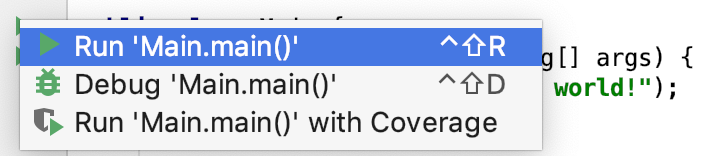 Run 'Main.main()' ⌃⇧R
g[] args) {
Debug 'Main.main()' ⌃⇧D
world!");
Run 'Main.main()' with Coverage